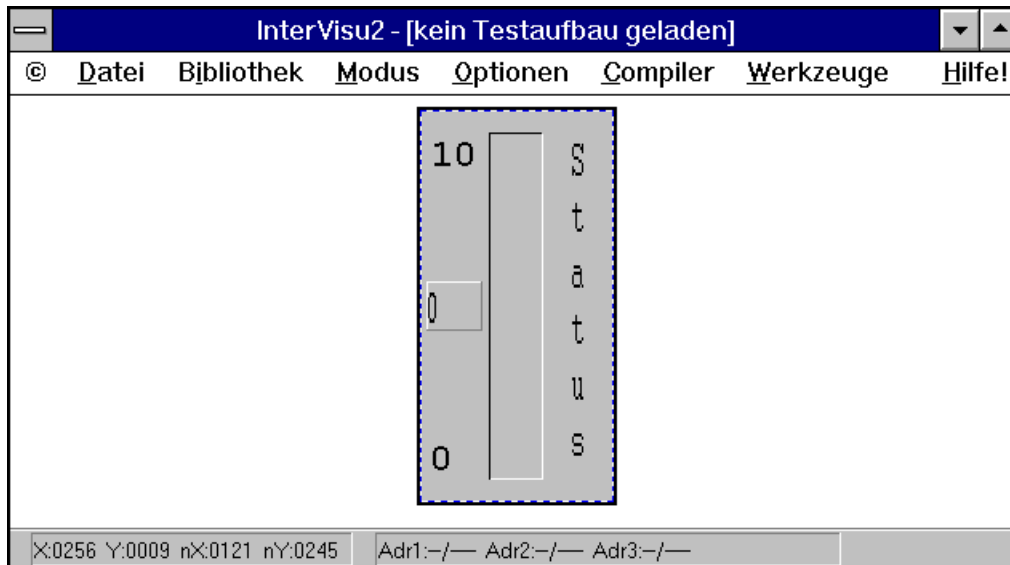 InterVisu2 - [kein Testaufbau geladen]
© Datei Bibliothek Modus Optionen Compiler Werkzeuge Hilfe!
10
0
0
Status
X:0256 Y:0009 nX:0121 nY:0245 Adr1:–/–– Adr2:–/–– Adr3:–/––